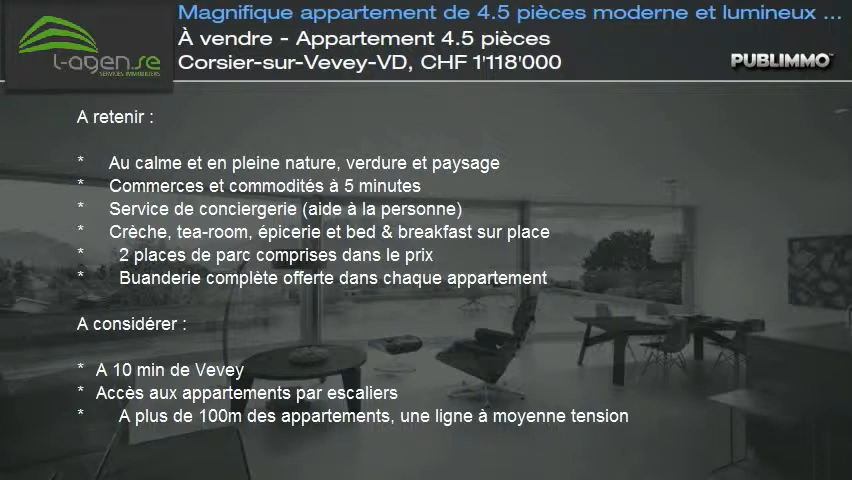 Magnifique appartement de 4.5 pièces moderne et lumineux ...
À vendre - Appartement 4.5 pièces
Corsier-sur-Vevey-VD, CHF 1'118'000
l-agen.se
SERVICES IMMOBILIERS
PUBLIMMO
A retenir :
* Au calme et en pleine nature, verdure et paysage
* Commerces et commodités à 5 minutes
* Service de conciergerie (aide à la personne)
* Crèche, tea-room, épicerie et bed & breakfast sur place
* 2 places de parc comprises dans le prix
* Buanderie complète offerte dans chaque appartement
A considérer :
* A 10 min de Vevey
* Accès aux appartements par escaliers
* A plus de 100m des appartements, une ligne à moyenne tension